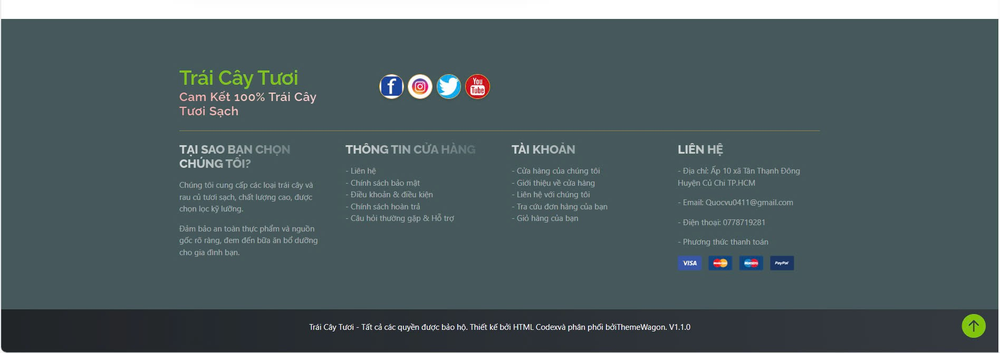 Trái Cây Tươi
Cam Kết 100% Trái Cây
Tươi Sạch
f
You
Tube
TẠI SAO BẠN CHỌN
CHÚNG TÔI?
Chúng tôi cung cấp các loại trái cây và
rau củ tươi sạch, chất lượng cao, được
chọn lọc kỹ lưỡng.
Đảm bảo an toàn thực phẩm và nguồn
gốc rõ ràng, đem đến bữa ăn bổ dưỡng
cho gia đình bạn.
THÔNG TIN CỬA HÀNG
- Liên hệ
- Chính sách bảo mật
- Điều khoản & điều kiện
- Chính sách hoàn trả
- Câu hỏi thường gặp & Hỗ trợ
TÀI KHOẢN
- Cửa hàng của chúng tôi
- Giới thiệu về cửa hàng
- Liên hệ với chúng tôi
- Tra cứu đơn hàng của bạn
- Giỏ hàng của bạn
LIÊN HỆ
- Địa chỉ: Ấp 10 xã Tân Thạnh Đông
Huyện Củ Chi TP.HCM
- Email: Quocvu0411@gmail.com
- Điện thoại: 0778719281
- Phương thức thanh toán
VISA MasterCard Maestro PayPal
Trái Cây Tươi - Tất cả các quyền được bảo hộ. Thiết kế bởi HTML Codexvà phân phối bởiThemeWagon. V1.1.0